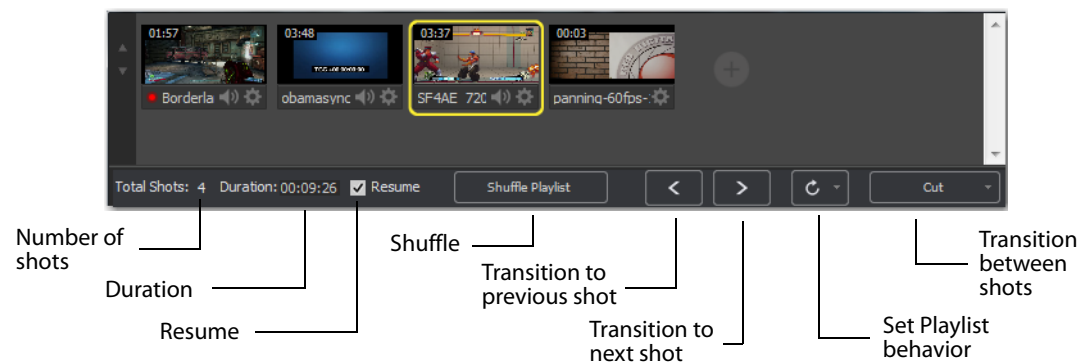 01:57
03:48
03:37
00:03
Borderla
obamasync
SF4AE_720
panning-60fps-
Total Shots: 4
Duration: 00:09:26
Resume
Shuffle Playlist
Cut
Number of
shots
Duration
Resume
Shuffle
Transition to
previous shot
Transition to
next shot
Set Playlist
behavior
Transition
between
shots